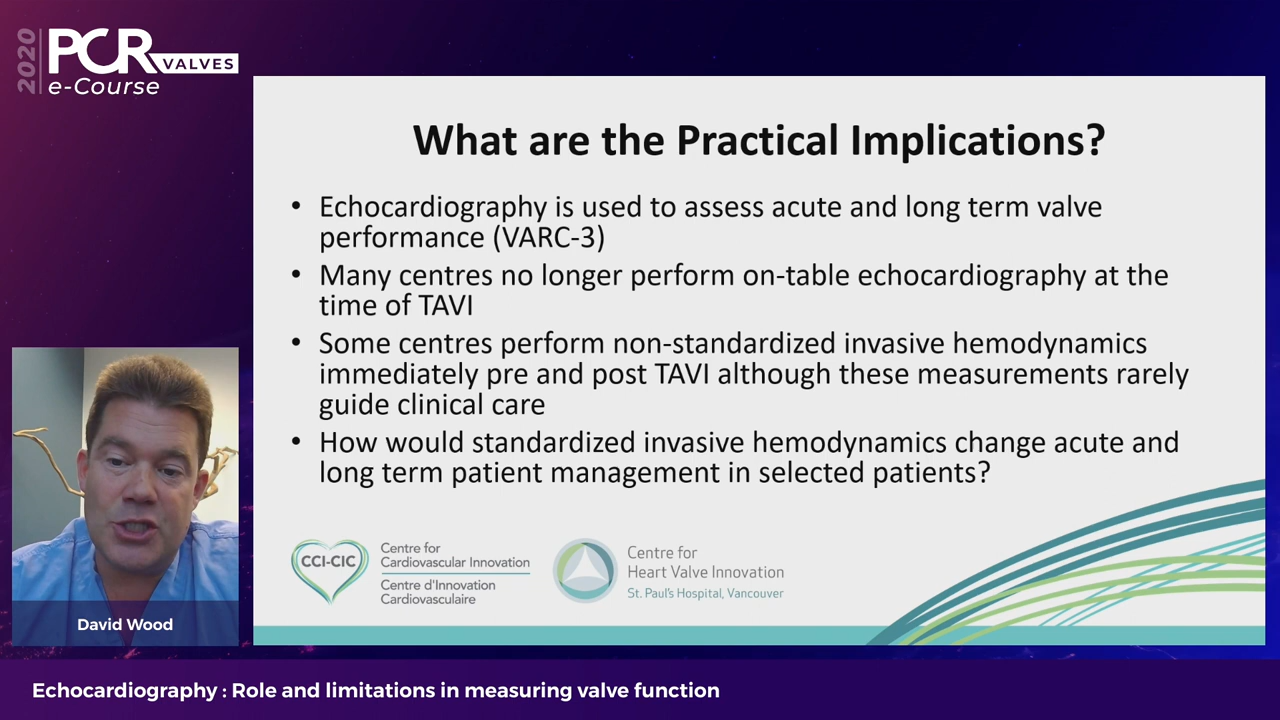 2020
PCR
VALVES
e-Course
What are the Practical Implications?
• Echocardiography is used to assess acute and long term valve
performance (VARC-3)
• Many centres no longer perform on-table echocardiography at the
time of TAVI
• Some centres perform non-standardized invasive hemodynamics
immediately pre and post TAVI although these measurements rarely
guide clinical care
• How would standardized invasive hemodynamics change acute and
long term patient management in selected patients?
CCI-CIC
Centre for
Cardiovascular Innovation
Centre d'Innovation
Cardiovasculaire
Centre for
Heart Valve Innovation
St. Paul's Hospital, Vancouver
David Wood
Echocardiography : Role and limitations in measuring valve function